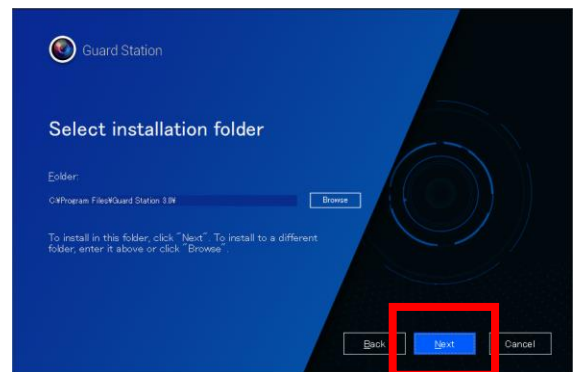 Guard Station
Select installation folder
Folder:
C:¥Program Files¥Guard Station 3.0¥
Browse
To install in this folder, click "Next". To install to a different
folder, enter it above or click "Browse".
Back
Next
Cancel